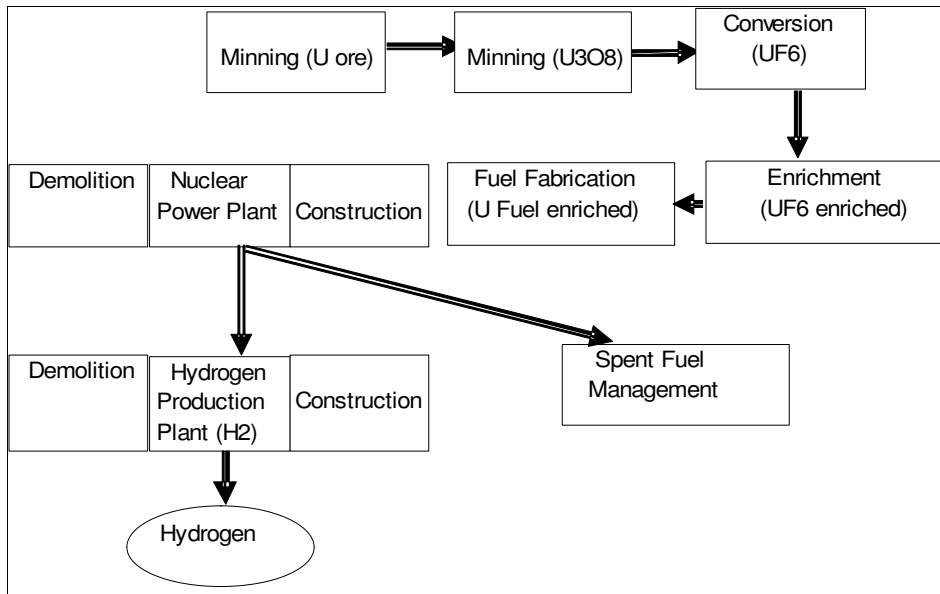 Minning (U ore)
Minning (U3O8)
Conversion
(UF6)
Demolition
Nuclear
Power Plant
Construction
Fuel Fabrication
(U Fuel enriched)
Enrichment
(UF6 enriched)
Demolition
Hydrogen
Production
Plant (H2)
Construction
Spent Fuel
Management
Hydrogen